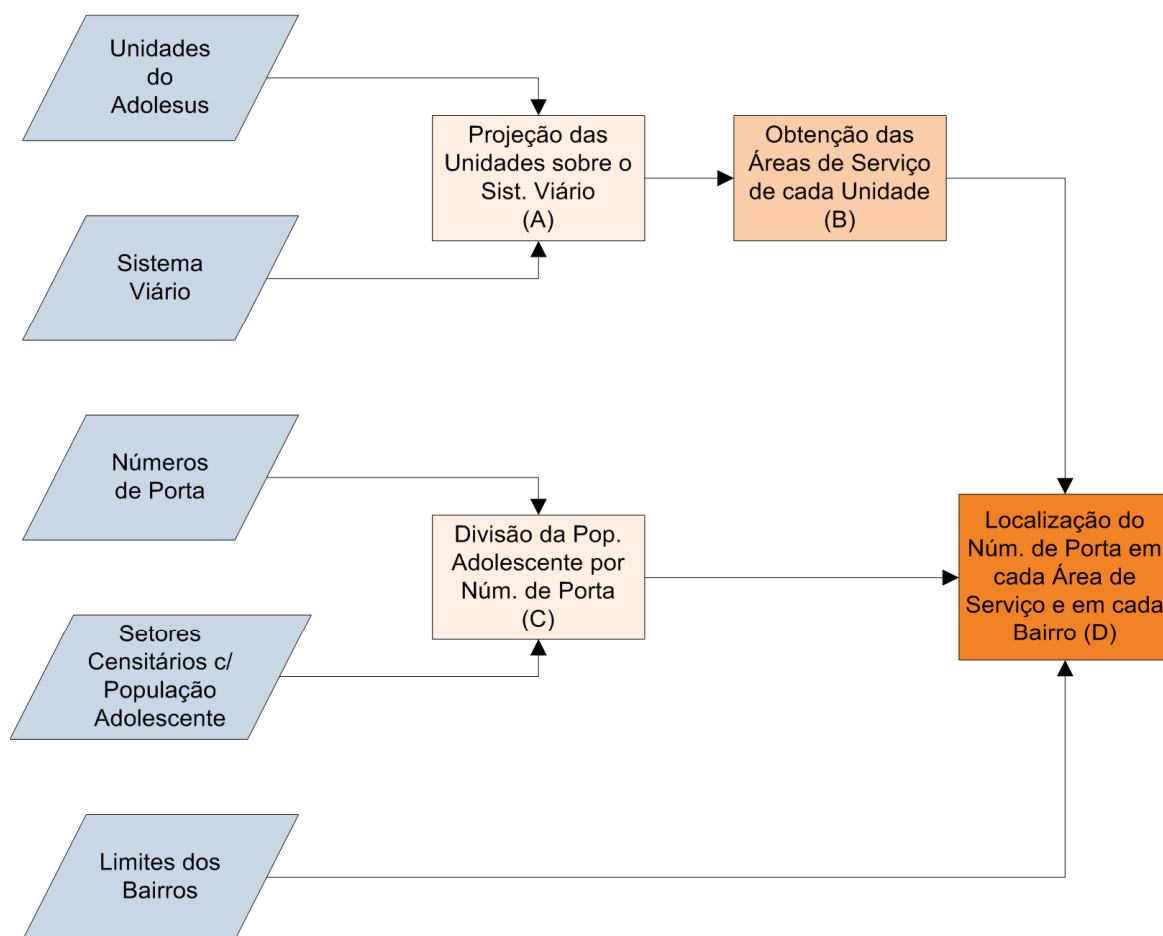 Unidades
do
Adolesus
Projeção das
Unidades sobre o
Sist. Viário
(A)
Obtenção das
Áreas de Serviço
de cada Unidade
(B)
Sistema
Viário
Números
de Porta
Divisão da Pop.
Adolescente por
Núm. de Porta
(C)
Localização do
Núm. de Porta em
cada Área de
Serviço e em cada
Bairro (D)
Setores
Censitários c/
População
Adolescente
Limites dos
Bairros